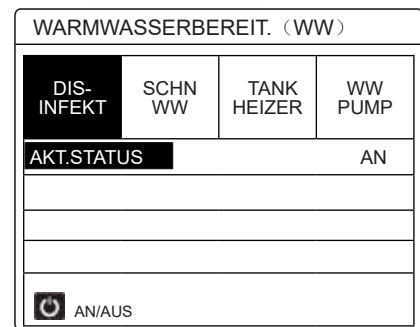 WARMWASSERBEREIT.（WW）
DIS-
INFEKT
SCHN
WW
TANK
HEIZER
WW
PUMP
AKT.STATUS AN
AN/AUS